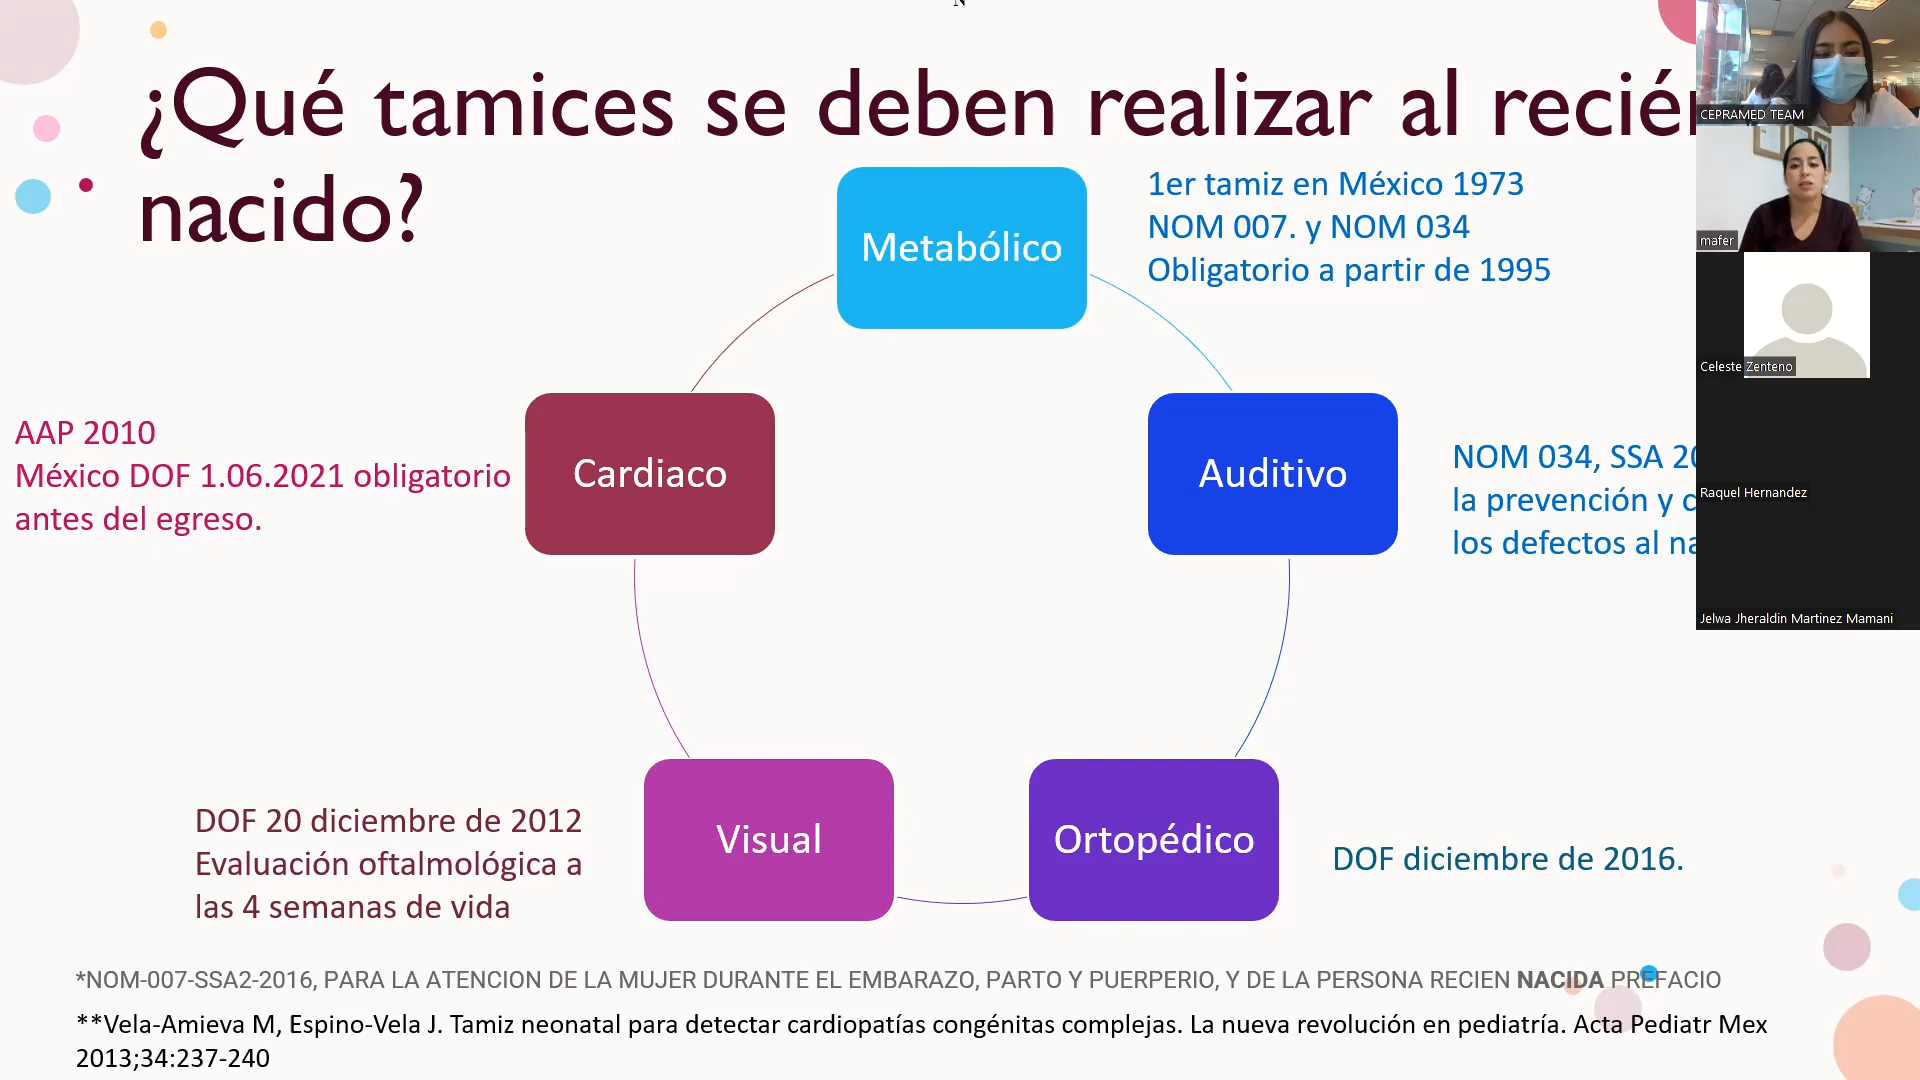 ¿Qué tamices se deben realizar al recién
nacido?
Metabólico
1er tamiz en México 1973
NOM 007. y NOM 034
Obligatorio a partir de 1995
AAP 2010
México DOF 1.06.2021 obligatorio
antes del egreso.
Cardiaco
Auditivo
NOM 034, SSA
la prevención y
los defectos al
DOF 20 diciembre de 2012
Evaluación oftalmológica a
las 4 semanas de vida
Visual
Ortopédico
DOF diciembre de 2016.
*NOM-007-SSA2-2016, PARA LA ATENCION DE LA MUJER DURANTE EL EMBARAZO, PARTO Y PUERPERIO, Y DE LA PERSONA RECIEN NACIDA PREFACIO
**Vela-Amieva M, Espino-Vela J. Tamiz neonatal para detectar cardiopatías congénitas complejas. La nueva revolución en pediatría. Acta Pediatr Mex
2013;34:237-240
CEPRAMED TEAM
mafer
Celeste Zenteno
Raquel Hernandez
Jelwa Jheraldin Martinez Mamani